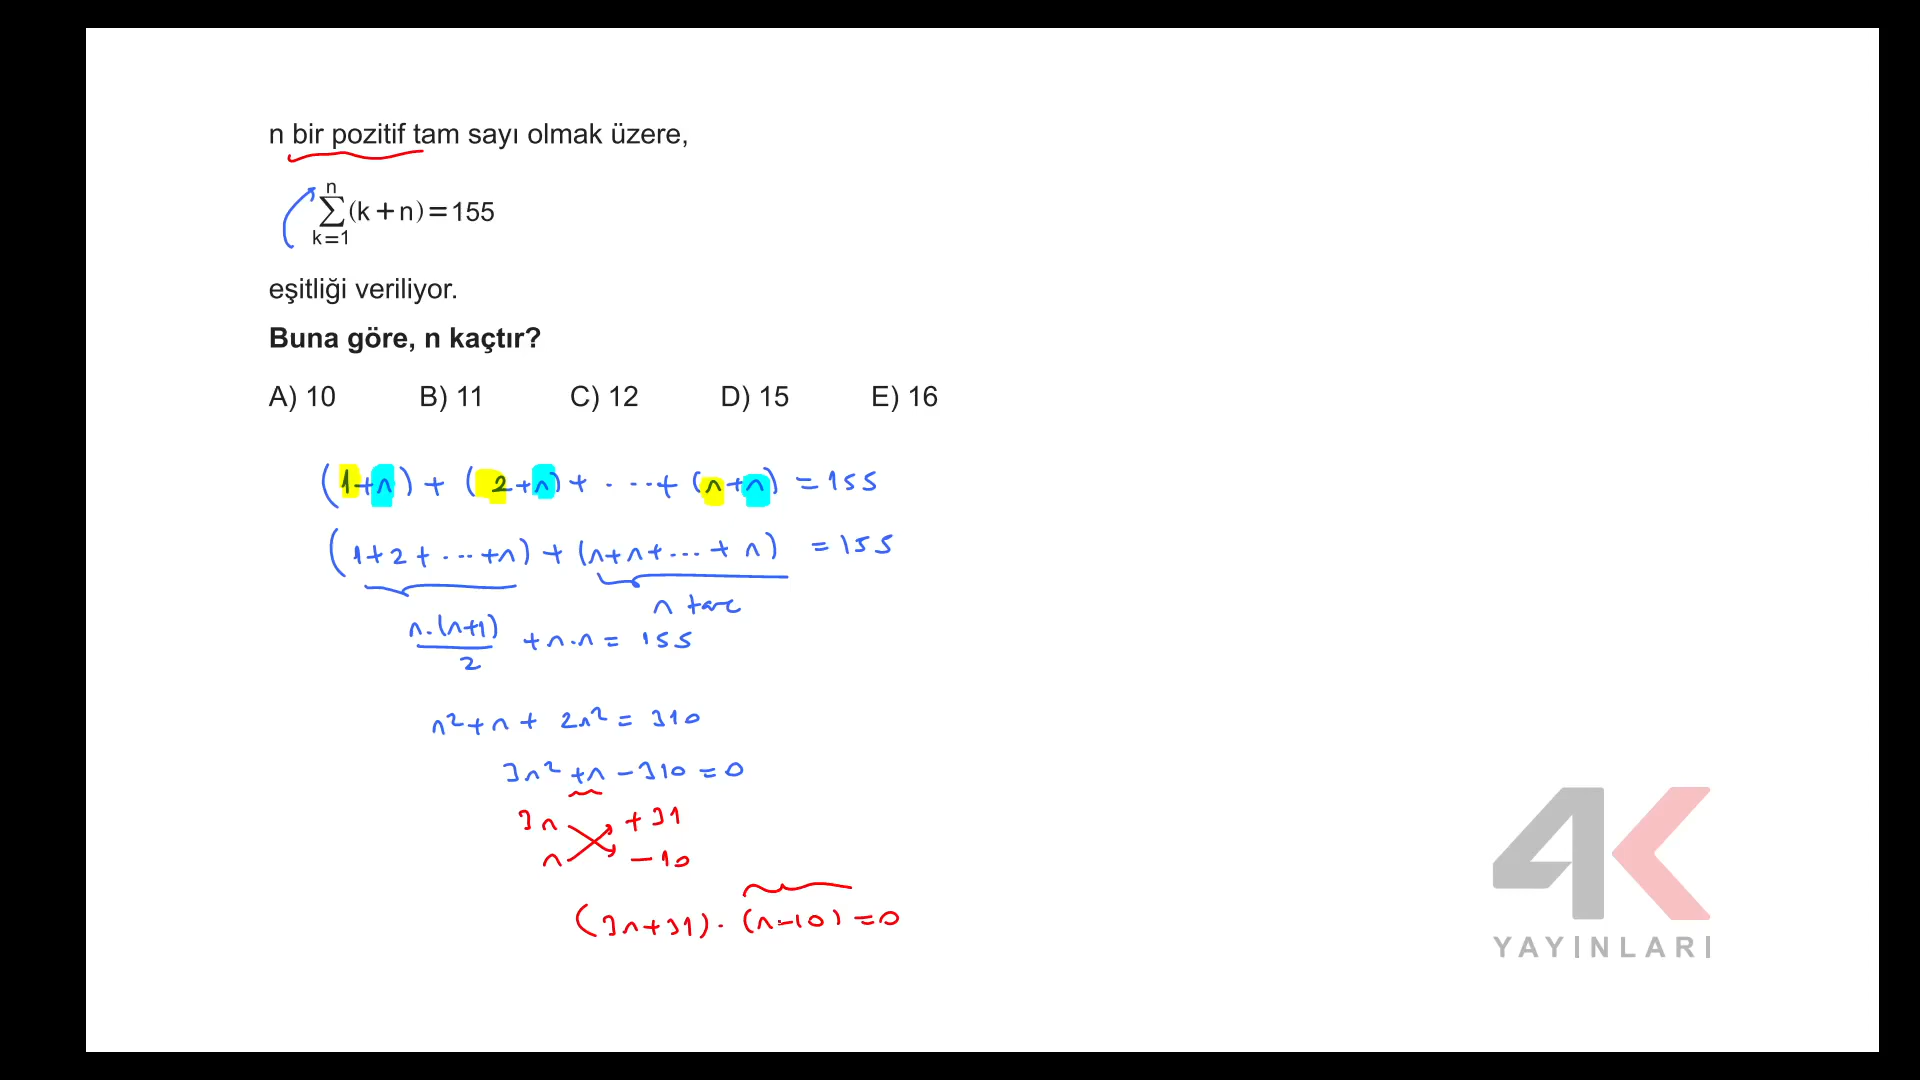 n bir pozitif tam sayı olmak üzere,
n
∑(k+n)=155
k=1
eşitliği veriliyor.
Buna göre, n kaçtır?
A) 10 B) 11 C) 12 D) 15 E) 16
(1+n) + (2+n) + ....+ (n+n) = 155
(1+2+...+n) + (n+n+...+n) = 155
n tane
n.(n+1)/2 + n.n = 155
n²+n+ 2n² = 310
3n² +n - 310 = 0
3n +31
n -10
(3n+31).(n-10) = 0
4K
YAYINLARI